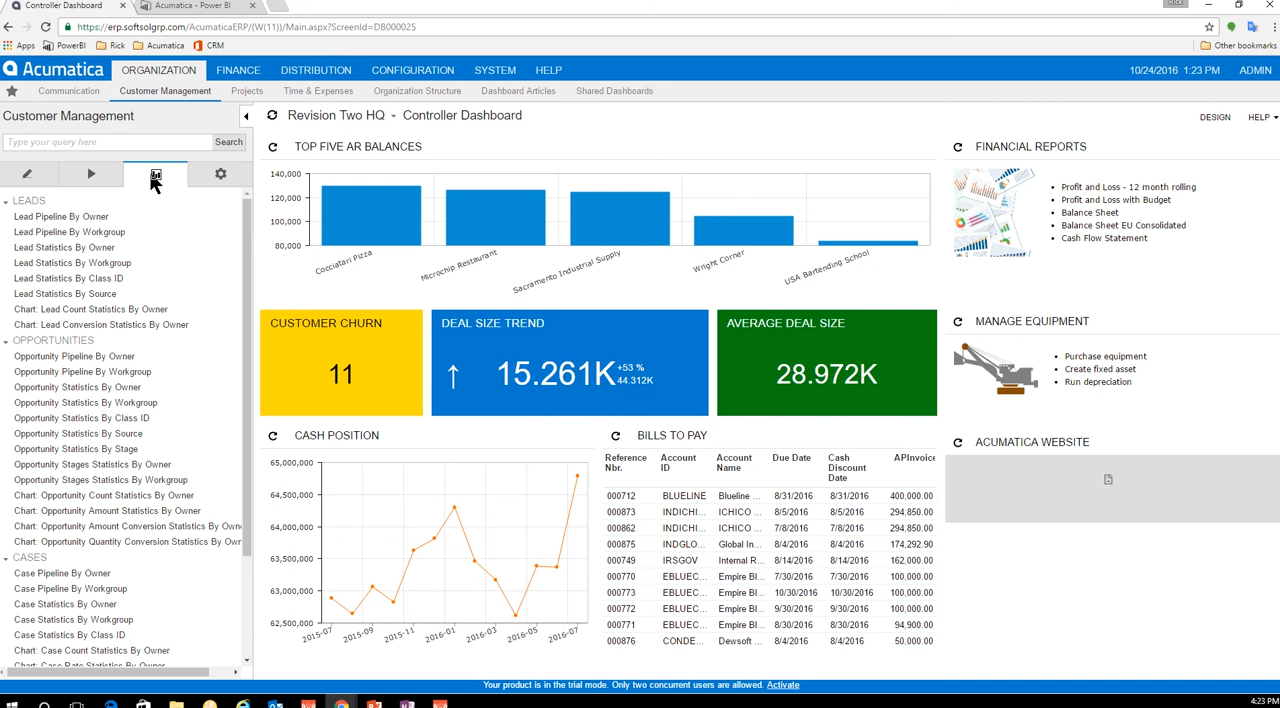 Controller Dashboard
Acumatica - Power BI
Rick
https://erp.softsolgrp.com/AcumaticaERP/(W(11))/Main.aspx?ScreenId=DB000025
Apps PowerBI Rick Acumatica CRM Other bookmarks
Acumatica ORGANIZATION FINANCE DISTRIBUTION CONFIGURATION SYSTEM HELP 10/24/2016 1:23 PM ADMIN
Communication Customer Management Projects Time & Expenses Organization Structure Dashboard Articles Shared Dashboards
Customer Management
Type your query here Search
LEADS
Lead Pipeline By Owner
Lead Pipeline By Workgroup
Lead Statistics By Owner
Lead Statistics By Workgroup
Lead Statistics By Class ID
Lead Statistics By Source
Chart: Lead Count Statistics By Owner
Chart: Lead Conversion Statistics By Owner
OPPORTUNITIES
Opportunity Pipeline By Owner
Opportunity Pipeline By Workgroup
Opportunity Statistics By Owner
Opportunity Statistics By Workgroup
Opportunity Statistics By Class ID
Opportunity Statistics By Source
Opportunity Statistics By Stage
Opportunity Stages Statistics By Owner
Opportunity Stages Statistics By Workgroup
Chart: Opportunity Count Statistics By Owner
Chart: Opportunity Amount Statistics By Owner
Chart: Opportunity Amount Conversion Statistics By Own
Chart: Opportunity Quantity Conversion Statistics By Own
CASES
Case Pipeline By Owner
Case Pipeline By Workgroup
Case Statistics By Owner
Case Statistics By Workgroup
Case Statistics By Class ID
Chart: Case Count Statistics By Owner
Chart: Case Rate Statistics By Owner
Revision Two HQ Controller Dashboard DESIGN HELP
TOP FIVE AR BALANCES
140,000
120,000
100,000
80,000
Cocciatari Pizza
Microchip Restaurant
Sacramento Industrial Supply
Wright Corner
USA Bartending School
CUSTOMER CHURN
11
DEAL SIZE TREND
15.261K +53 %
44.312K
AVERAGE DEAL SIZE
28.972K
CASH POSITION
65,000,000
64,500,000
64,000,000
63,500,000
63,000,000
62,500,000
2015-07 2015-09 2015-11 2016-01 2016-03 2016-05 2016-07
BILLS TO PAY
Reference Nbr. Account ID Account Name Due Date Cash Discount Date APInvoice
000712 BLUELINE Blueline ... 8/31/2016 8/31/2016 400,000.00
000873 INDICHI... ICHICO ... 8/5/2016 8/5/2016 294,850.00
000862 INDICHI... ICHICO ... 7/8/2016 7/8/2016 294,850.00
000875 INDGLO... Global In... 8/4/2016 8/4/2016 174,292.90
000749 IRSGOV Internal R... 8/14/2016 8/14/2016 162,000.00
000770 EBLUEC... Empire Bl... 7/30/2016 7/30/2016 100,000.00
000773 EBLUEC... Empire Bl... 10/30/2016 10/30/2016 100,000.00
000772 EBLUEC... Empire Bl... 9/30/2016 9/30/2016 100,000.00
000771 EBLUEC... Empire Bl... 8/30/2016 8/30/2016 94,900.00
000876 CONDE... Dewsoft ... 8/4/2016 8/4/2016 50,000.00
FINANCIAL REPORTS
Profit and Loss - 12 month rolling
Profit and Loss with Budget
Balance Sheet
Balance Sheet EU Consolidated
Cash Flow Statement
MANAGE EQUIPMENT
Purchase equipment
Create fixed asset
Run depreciation
ACUMATICA WEBSITE
Your product is in the trial mode. Only two concurrent users are allowed. Activate
4:23 PM